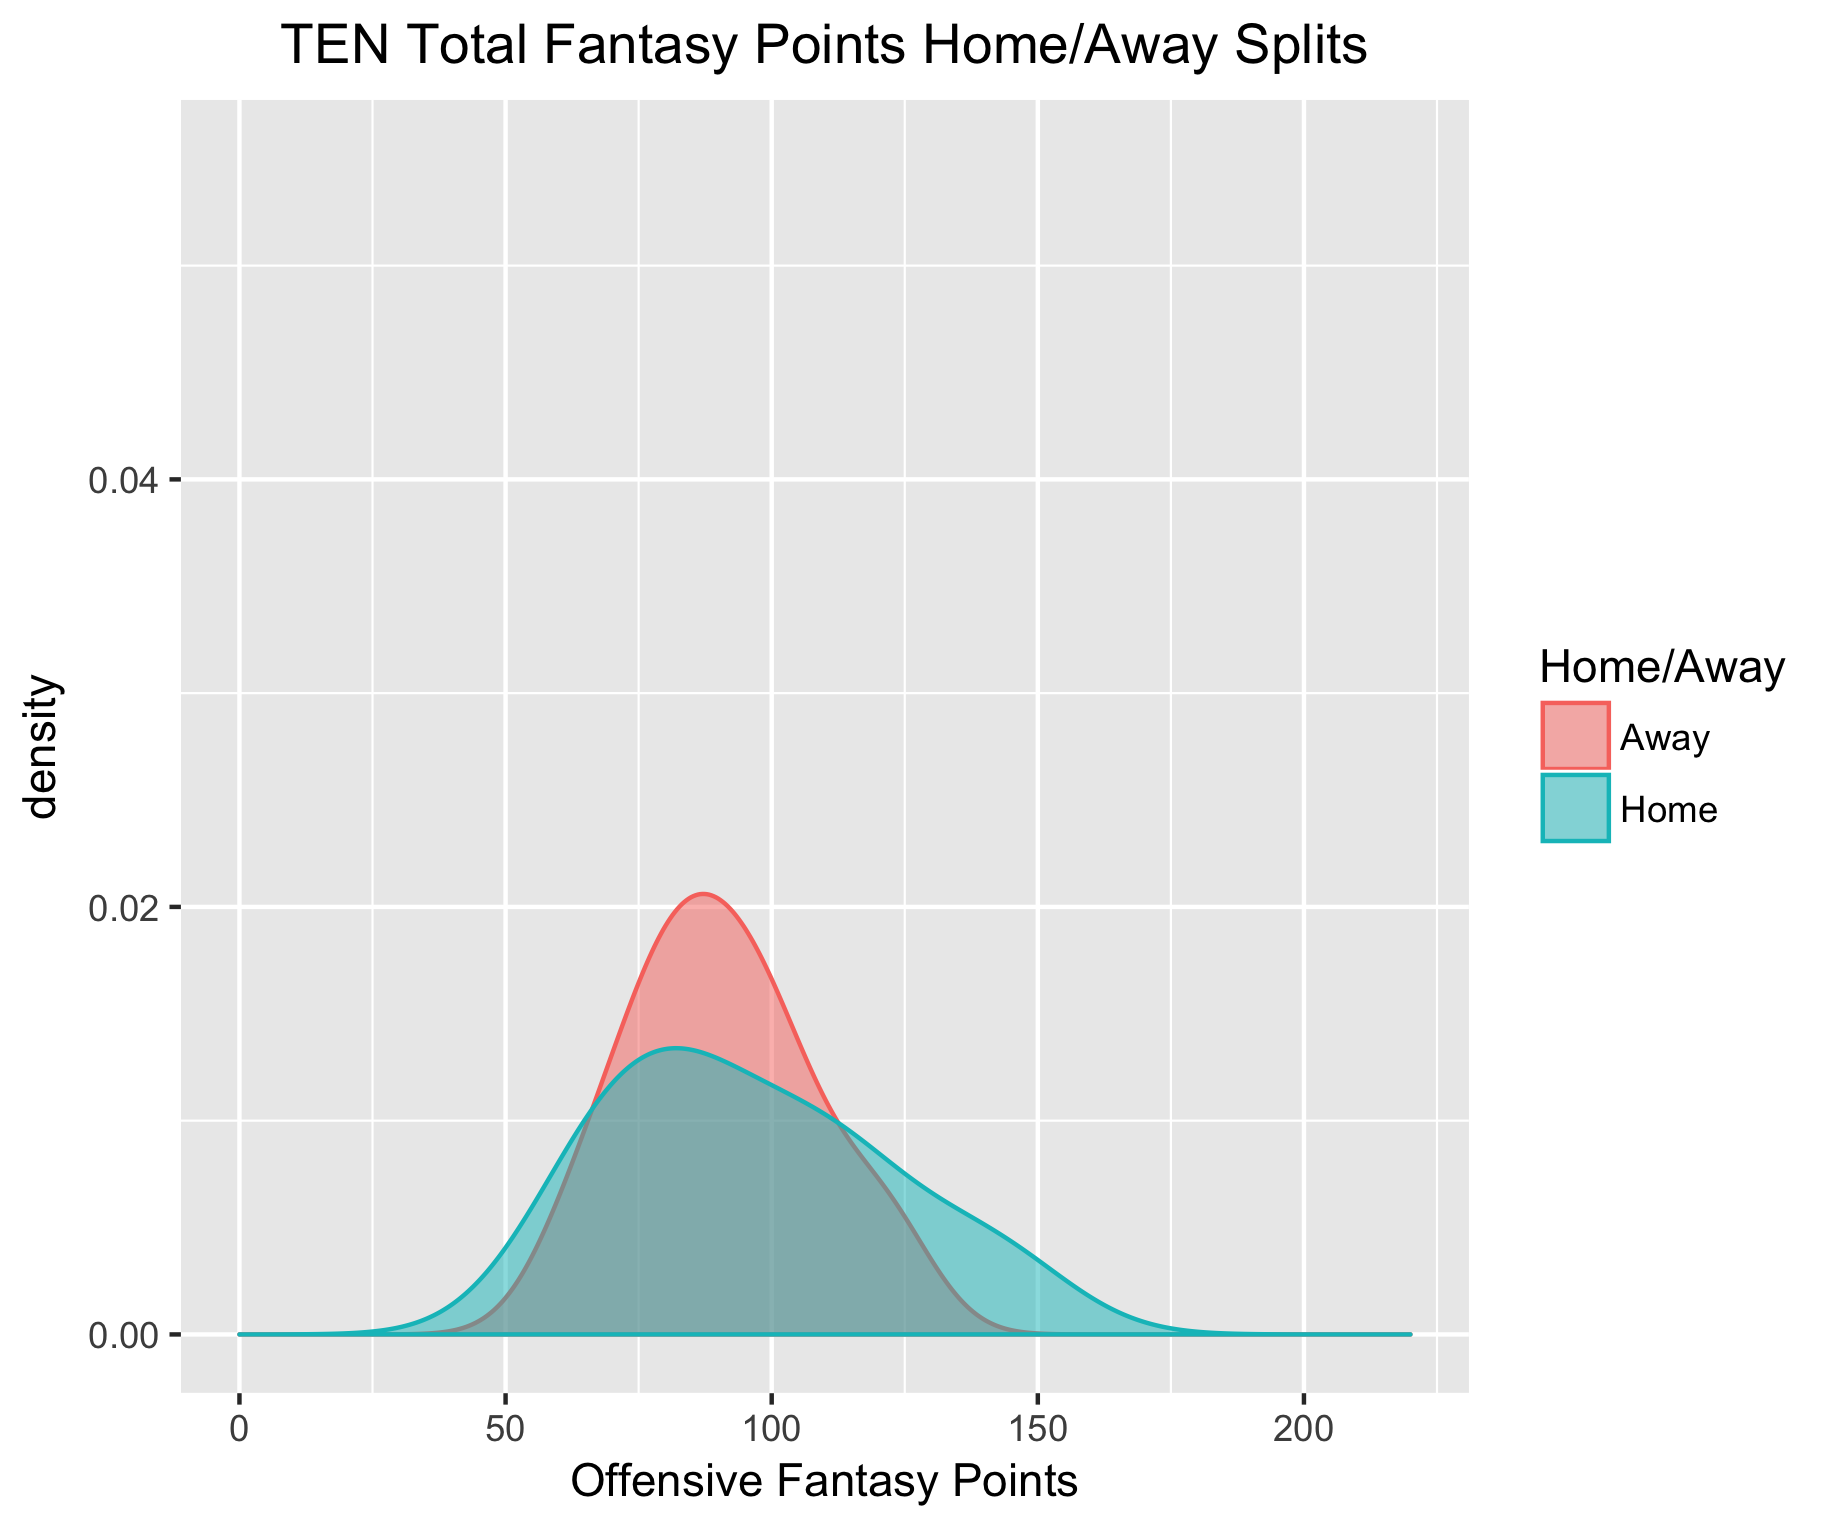 TEN Total Fantasy Points Home/Away Splits
density
0.04
0.02
0.00
0 50 100 150 200
Offensive Fantasy Points
Home/Away
Away
Home